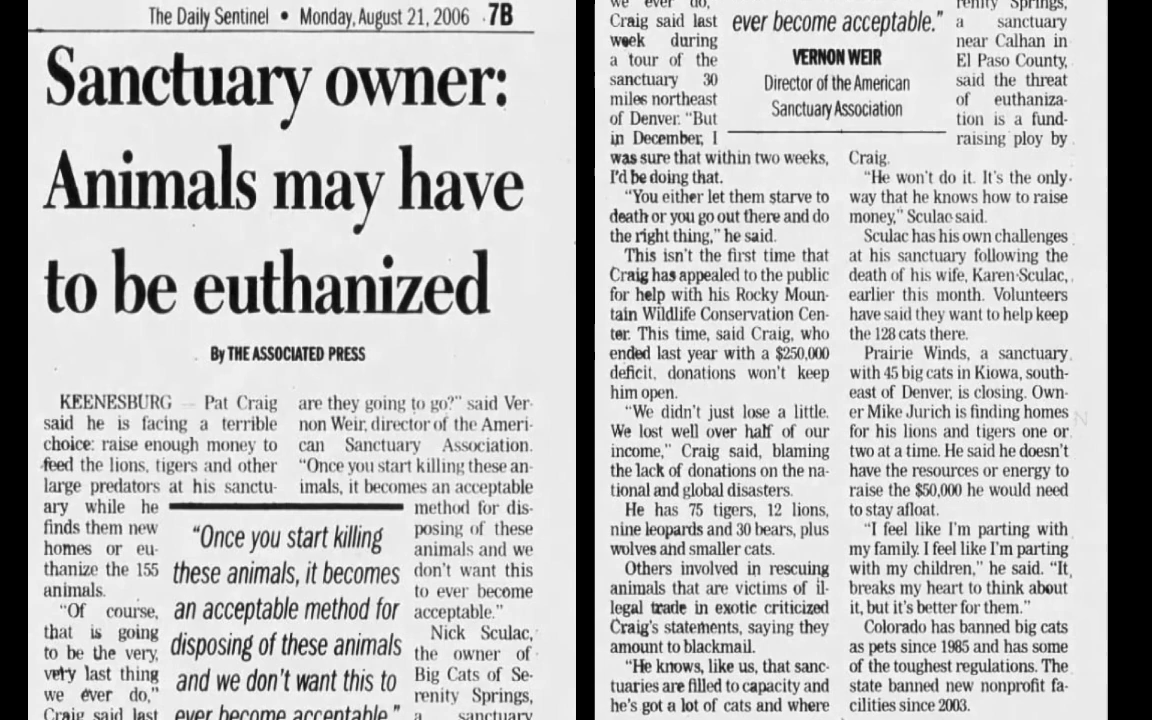 The Daily Sentinel • Monday, August 21, 2006 7B
Sanctuary owner:
Animals may have
to be euthanized
By THE ASSOCIATED PRESS
KEENESBURG — Pat Craig
said he is facing a terrible
choice: raise enough money to
feed the lions, tigers and other
large predators at his sanctu-
ary while he
finds them new
homes or eu-
thanize the 155
animals.
"Of course,
that is going
to be the very,
very last thing
we ever do,"
Craig said last
"Once you start killing
these animals, it becomes
an acceptable method for
disposing of these animals
and we don't want this to
ever become acceptable."
are they going to go?" said Ver-
non Weir, director of the Ameri-
can Sanctuary Association.
"Once you start killing these an-
imals, it becomes an acceptable
method for dis-
posing of these
animals and we
don't want this
to ever become
acceptable."
Nick Sculac,
the owner of
Big Cats of Se-
renity Springs,
a sanctuary
we ever do,"
Craig said last
week during
a tour of the
sanctuary 30
miles northeast
of Denver. "But
in December, I
was sure that within two weeks,
I'd be doing that.
"You either let them starve to
death or you go out there and do
the right thing," he said.
This isn't the first time that
Craig has appealed to the public
for help with his Rocky Moun-
tain Wildlife Conservation Cen-
ter. This time, said Craig, who
ended last year with a $250,000
deficit, donations won't keep
him open.
"We didn't just lose a little.
We lost well over half of our
income," Craig said, blaming
the lack of donations on the na-
tional and global disasters.
He has 75 tigers, 12 lions,
nine leopards and 30 bears, plus
wolves and smaller cats.
Others involved in rescuing
animals that are victims of il-
legal trade in exotic criticized
Craig's statements, saying they
amount to blackmail.
"He knows, like us, that sanc-
tuaries are filled to capacity and
he's got a lot of cats and where
ever become acceptable."
VERNON WEIR
Director of the American
Sanctuary Association
renity Springs,
a sanctuary
near Calhan in
El Paso County,
said the threat
of euthaniza-
tion is a fund-
raising ploy by
Craig.
"He won't do it. It's the only
way that he knows how to raise
money," Sculac said.
Sculac has his own challenges
at his sanctuary following the
death of his wife, Karen Sculac,
earlier this month. Volunteers
have said they want to help keep
the 128 cats there.
Prairie Winds, a sanctuary
with 45 big cats in Kiowa, south-
east of Denver, is closing. Own-
er Mike Jurich is finding homes
for his lions and tigers one or
two at a time. He said he doesn't
have the resources or energy to
raise the $50,000 he would need
to stay afloat.
"I feel like I'm parting with
my family. I feel like I'm parting
with my children," he said. "It
breaks my heart to think about
it, but it's better for them."
Colorado has banned big cats
as pets since 1985 and has some
of the toughest regulations. The
state banned new nonprofit fa-
cilities since 2003.